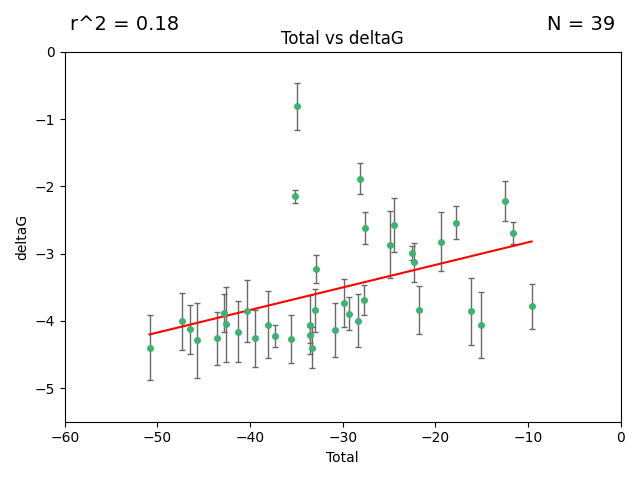 r^2 = 0.18
N = 39
Total vs deltaG
0
−1
−2
−3
−4
−5
deltaG
−60
−50
−40
−30
−20
−10
0
Total